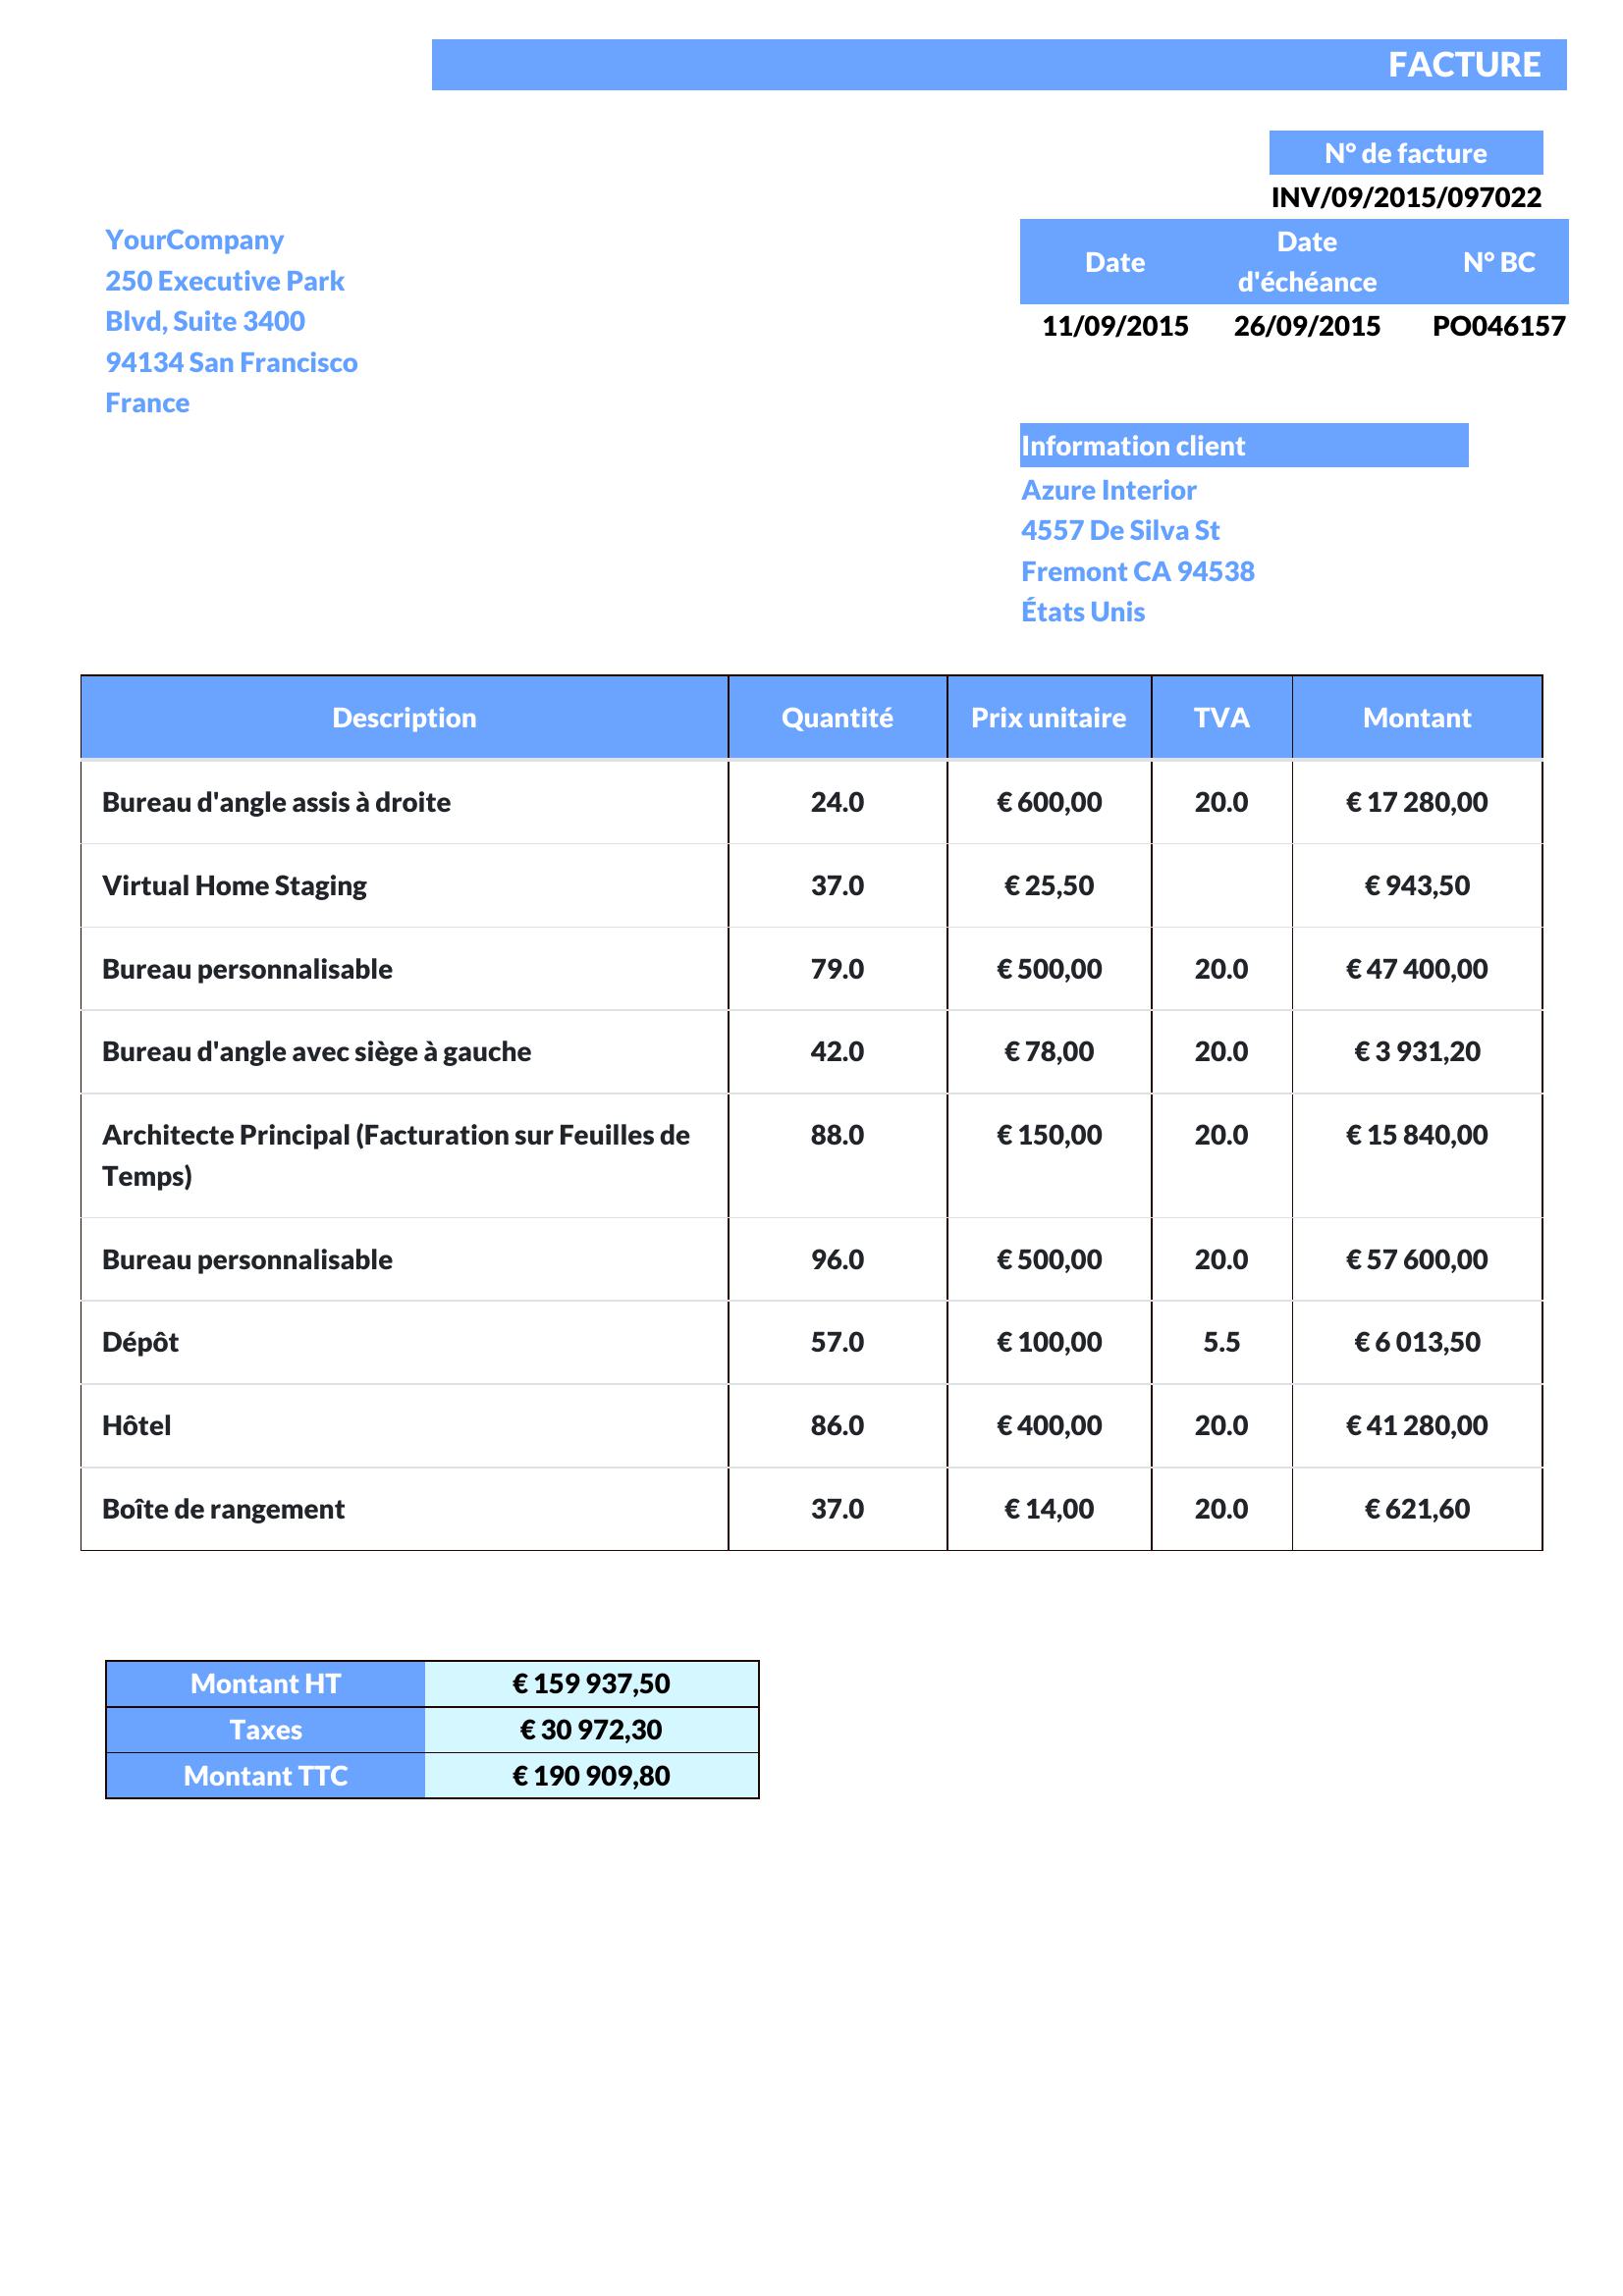 FACTURE
N° de facture
INV/09/2015/097022
YourCompany
250 Executive Park
Blvd, Suite 3400
94134 San Francisco
France
Date Date d'échéance N° BC
11/09/2015 26/09/2015 PO046157
Information client
Azure Interior
4557 De Silva St
Fremont CA 94538
États Unis
Description Quantité Prix unitaire TVA Montant
Bureau d'angle assis à droite 24.0 € 600,00 20.0 € 17 280,00
Virtual Home Staging 37.0 € 25,50 € 943,50
Bureau personnalisable 79.0 € 500,00 20.0 € 47 400,00
Bureau d'angle avec siège à gauche 42.0 € 78,00 20.0 € 3 931,20
Architecte Principal (Facturation sur Feuilles de 88.0 € 150,00 20.0 € 15 840,00
Temps)
Bureau personnalisable 96.0 € 500,00 20.0 € 57 600,00
Dépôt 57.0 € 100,00 5.5 € 6 013,50
Hôtel 86.0 € 400,00 20.0 € 41 280,00
Boîte de rangement 37.0 € 14,00 20.0 € 621,60
Montant HT € 159 937,50
Taxes € 30 972,30
Montant TTC € 190 909,80